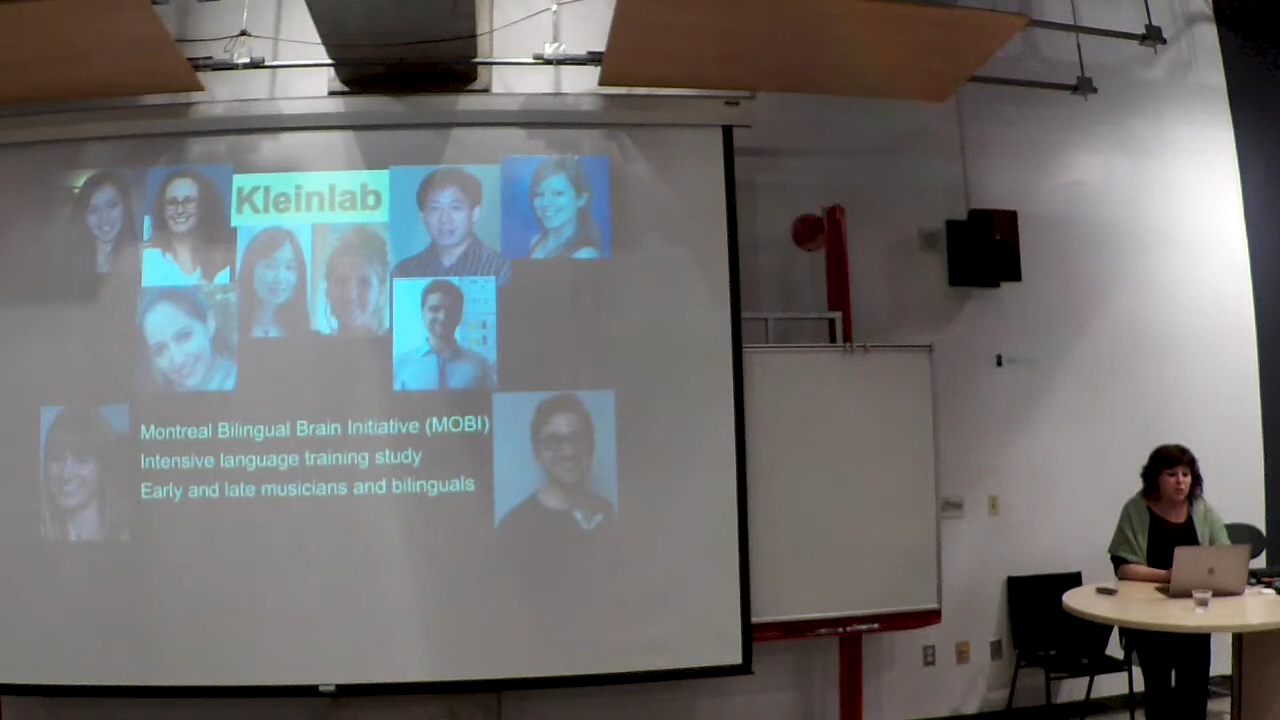 Kleinlab
Montreal Bilingual Brain Initiative (MOBI)
Intensive language training study
Early and late musicians and bilinguals